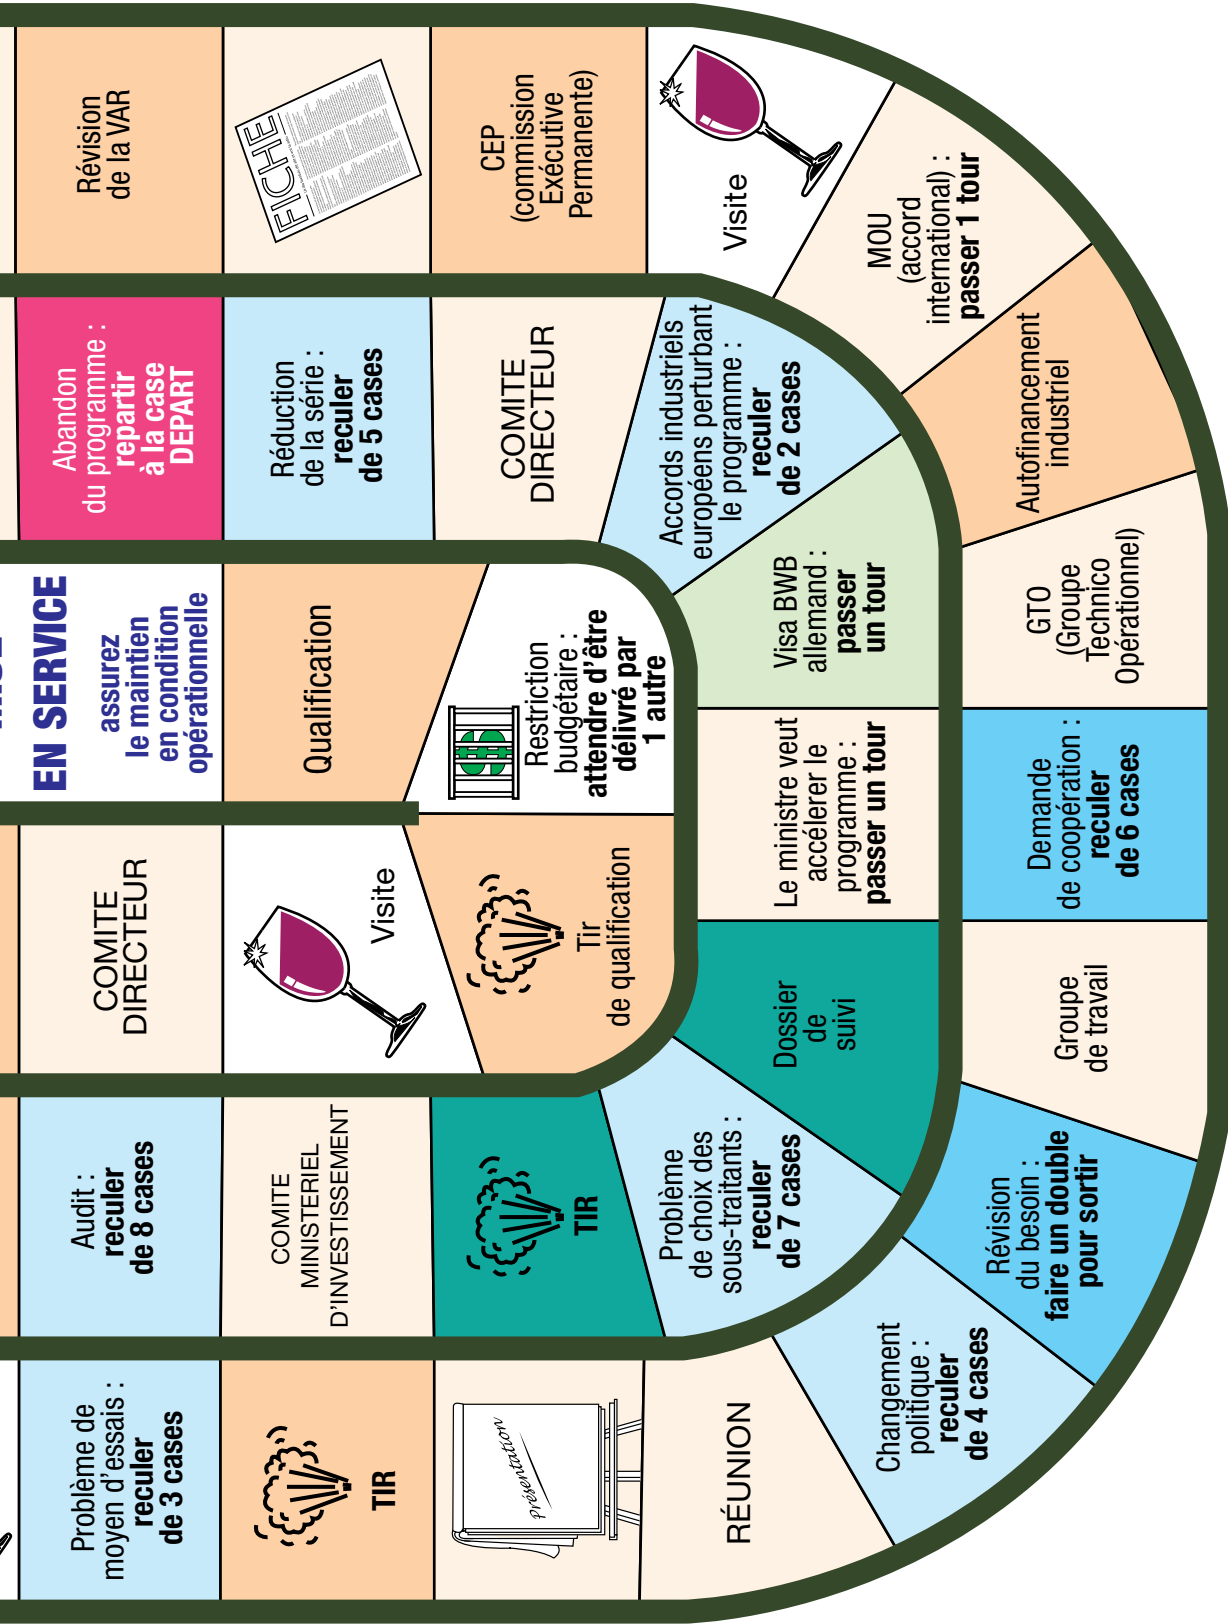 Problème de
moyen d'essais :
reculer
de 3 cases
TIR
Présentation
RÉUNION
Changement
politique :
reculer
de 4 cases
Révision
du besoin :
faire un double
pour sortir
Groupe
de travail
Demande
de coopération :
reculer
de 6 cases
GTO
(Groupe
Technico
Opérationnel)
Autofinancement
industriel
MOU
(accord
international) :
passer 1 tour
Visite
CEP
(commission
Exécutive
Permanente)
FICHE
Révision
de la VAR
Audit :
reculer
de 8 cases
COMITE
MINISTERIEL
D'INVESTISSEMENT
TIR
Problème
de choix des
sous-traitants :
reculer
de 7 cases
Dossier
de
suivi
Le ministre veut
accélerer le
programme :
passer un tour
Visa BWB
allemand :
passer
un tour
Accords industriels
européens perturbant
le programme :
reculer
de 2 cases
COMITE
DIRECTEUR
Réduction
de la série :
reculer
de 5 cases
Abandon
du programme :
repartir
à la case
DEPART
COMITE
DIRECTEUR
Visite
Tir
de qualification
Restriction
budgétaire :
attendre d'être
délivré par
1 autre
Qualification
EN SERVICE
assurez
le maintien
en condition
opérationnelle